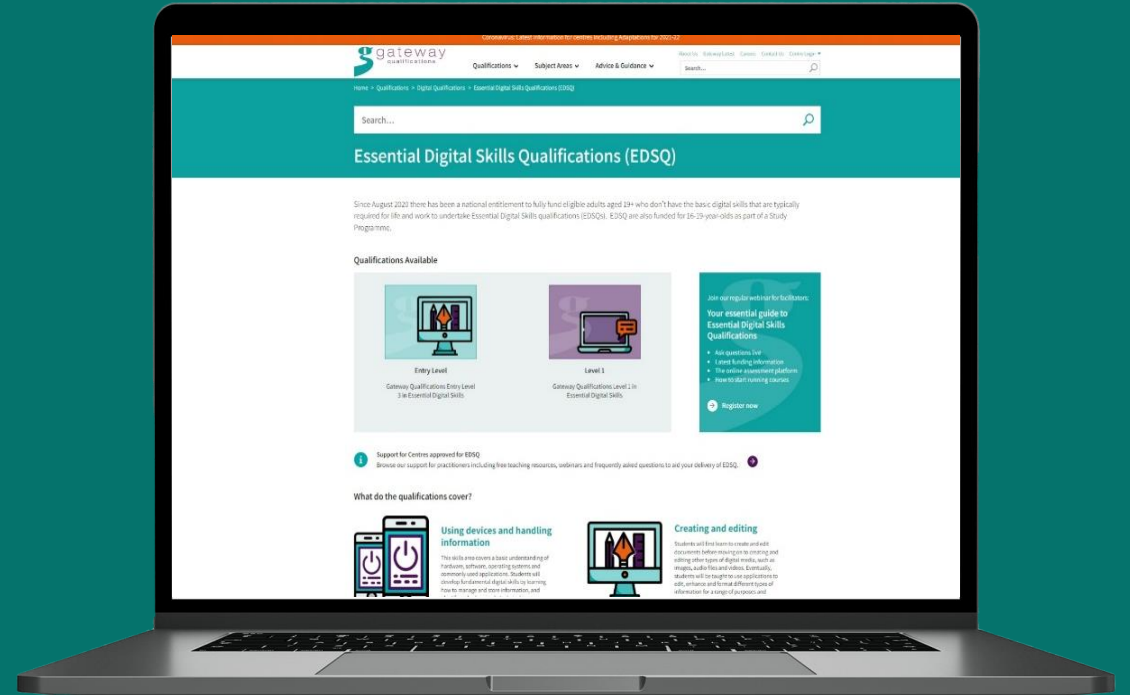 Coronavirus: Latest information for centres including Adaptations for 2021-22
gateway
qualifications
Qualifications
Subject Areas
Advice & Guidance
About Us
Careers
Contact Us
Search...
Home > Qualifications > Digital Qualifications > Essential Digital Skills Qualifications (EDSQ)
Search...
Essential Digital Skills Qualifications (EDSQ)
Since August 2020 there has been a national entitlement to fully fund eligible adults aged 19+ who don't have the basic digital skills that are typically
required for life and work to undertake Essential Digital Skills qualifications (EDSQs). EDSQ are also funded for 16-19-year-olds as part of a Study
Programme.
Qualifications Available
Entry Level
Gateway Qualifications Entry Level
3 in Essential Digital Skills
Level 1
Gateway Qualifications Level 1 in
Essential Digital Skills
Join our regular webinar for facilitators:
Your essential guide to
Essential Digital Skills
Qualifications
• Ask questions live
• Latest funding information
• The online assessment platform
• How to start running courses
Register now
Support for Centres approved for EDSQ
Browse our support for practitioners including free teaching resources, webinars and frequently asked questions to aid your delivery of EDSQ.
What do the qualifications cover?
Using devices and handling
information
This skills area covers a basic understanding of
hardware, software, operating systems and
commonly used applications. Students will
develop fundamental digital skills by learning
how to manage and store information, and
Creating and editing
Students will first learn to create and edit
documents before moving on to creating and
editing other types of digital media, such as
images, audio files and videos. Eventually,
students will be taught to use applications to
edit, enhance and format different types of
information for a range of purposes and